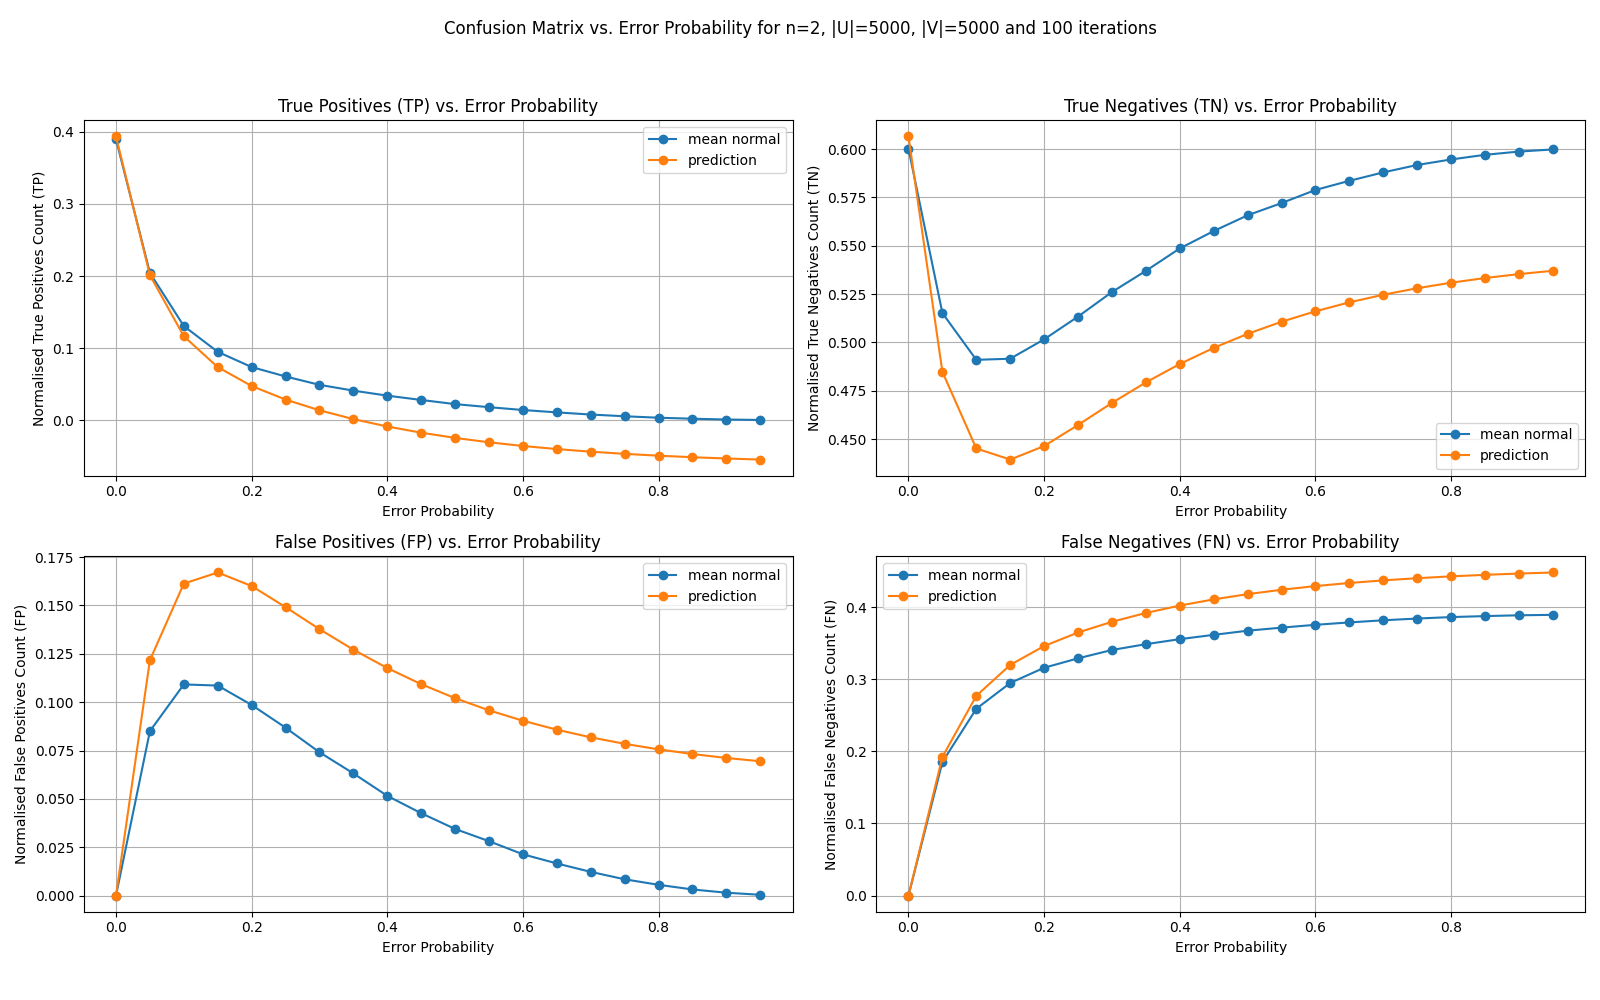 Confusion Matrix vs. Error Probability for n=2, |U|=5000, |V|=5000 and 100 iterations
True Positives (TP) vs. Error Probability
Normalised True Positives Count (TP)
0.4
0.3
0.2
0.1
0.0
mean normal
prediction
0.0 0.2 0.4 0.6 0.8
Error Probability
True Negatives (TN) vs. Error Probability
Normalised True Negatives Count (TN)
0.600
0.575
0.550
0.525
0.500
0.475
0.450
mean normal
prediction
0.0 0.2 0.4 0.6 0.8
Error Probability
False Positives (FP) vs. Error Probability
Normalised False Positives Count (FP)
0.175
0.150
0.125
0.100
0.075
0.050
0.025
0.000
mean normal
prediction
0.0 0.2 0.4 0.6 0.8
Error Probability
False Negatives (FN) vs. Error Probability
Normalised False Negatives Count (FN)
0.4
0.3
0.2
0.1
0.0
mean normal
prediction
0.0 0.2 0.4 0.6 0.8
Error Probability